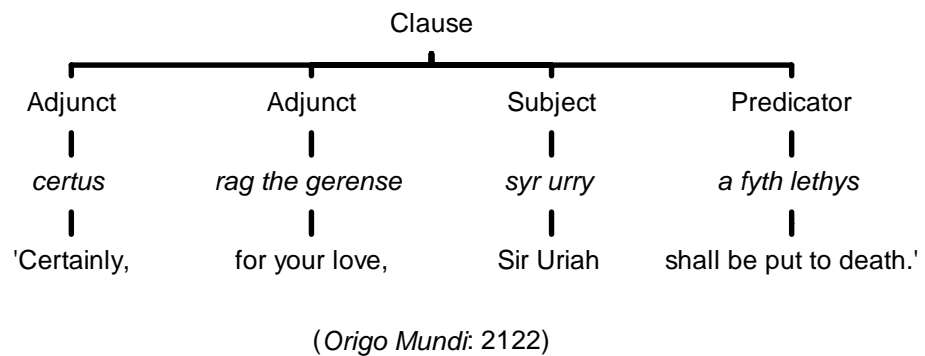 Clause
Adjunct Adjunct Subject Predicator
certus rag the gerense syr urry a fyth lethys
'Certainly, for your love, Sir Uriah shall be put to death.'
(Origo Mundi: 2122)